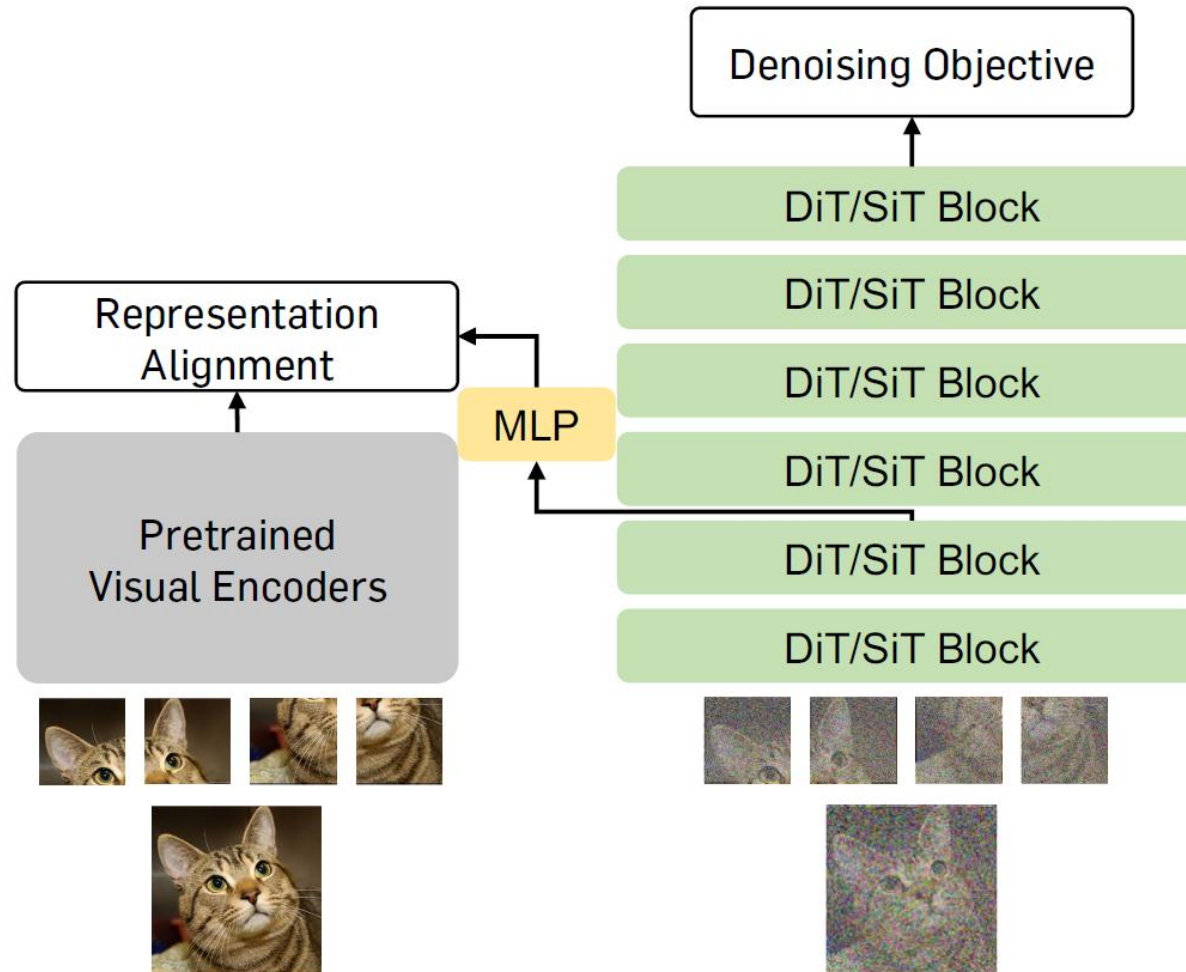 Denoising Objective
DiT/SiT Block
DiT/SiT Block
Representation
Alignment
DiT/SiT Block
MLP
DiT/SiT Block
Pretrained
Visual Encoders
DiT/SiT Block
DiT/SiT Block